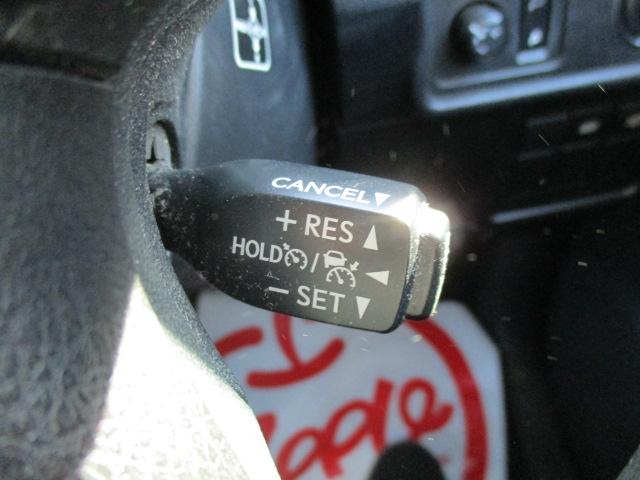 CANCEL▼
+ RES ▲
HOLD / ◀
− SET ▼